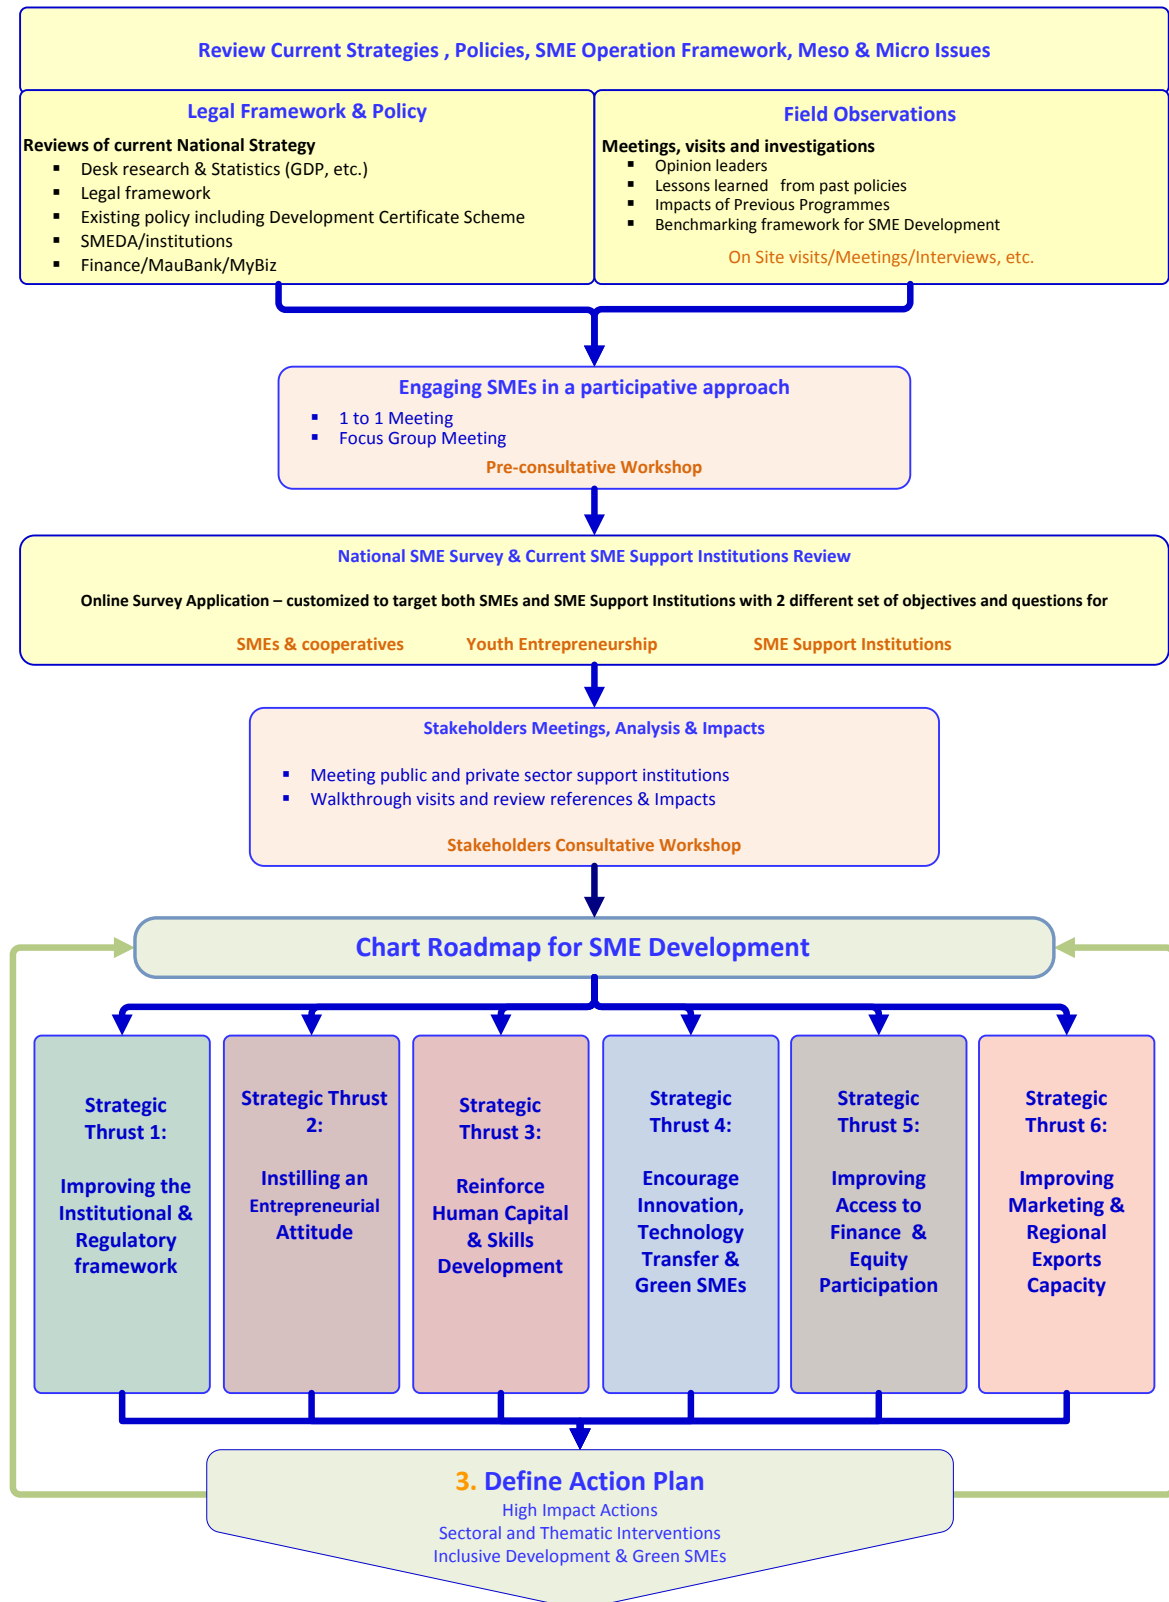 Review Current Strategies , Policies, SME Operation Framework, Meso & Micro Issues
Legal Framework & Policy
Reviews of current National Strategy
▪ Desk research & Statistics (GDP, etc.)
▪ Legal framework
▪ Existing policy including Development Certificate Scheme
▪ SMEDA/institutions
▪ Finance/MauBank/MyBiz
Field Observations
Meetings, visits and investigations
▪ Opinion leaders
▪ Lessons learned from past policies
▪ Impacts of Previous Programmes
▪ Benchmarking framework for SME Development
On Site visits/Meetings/Interviews, etc.
Engaging SMEs in a participative approach
▪ 1 to 1 Meeting
▪ Focus Group Meeting
Pre-consultative Workshop
National SME Survey & Current SME Support Institutions Review
Online Survey Application – customized to target both SMEs and SME Support Institutions with 2 different set of objectives and questions for
SMEs & cooperatives Youth Entrepreneurship SME Support Institutions
Stakeholders Meetings, Analysis & Impacts
▪ Meeting public and private sector support institutions
▪ Walkthrough visits and review references & Impacts
Stakeholders Consultative Workshop
Chart Roadmap for SME Development
Strategic
Thrust 1:
Improving the
Institutional &
Regulatory
framework
Strategic Thrust
2:
Instilling an
Entrepreneurial
Attitude
Strategic
Thrust 3:
Reinforce
Human Capital
& Skills
Development
Strategic
Thrust 4:
Encourage
Innovation,
Technology
Transfer &
Green SMEs
Strategic
Thrust 5:
Improving
Access to
Finance &
Equity
Participation
Strategic
Thrust 6:
Improving
Marketing &
Regional
Exports
Capacity
3. Define Action Plan
High Impact Actions
Sectoral and Thematic Interventions
Inclusive Development & Green SMEs